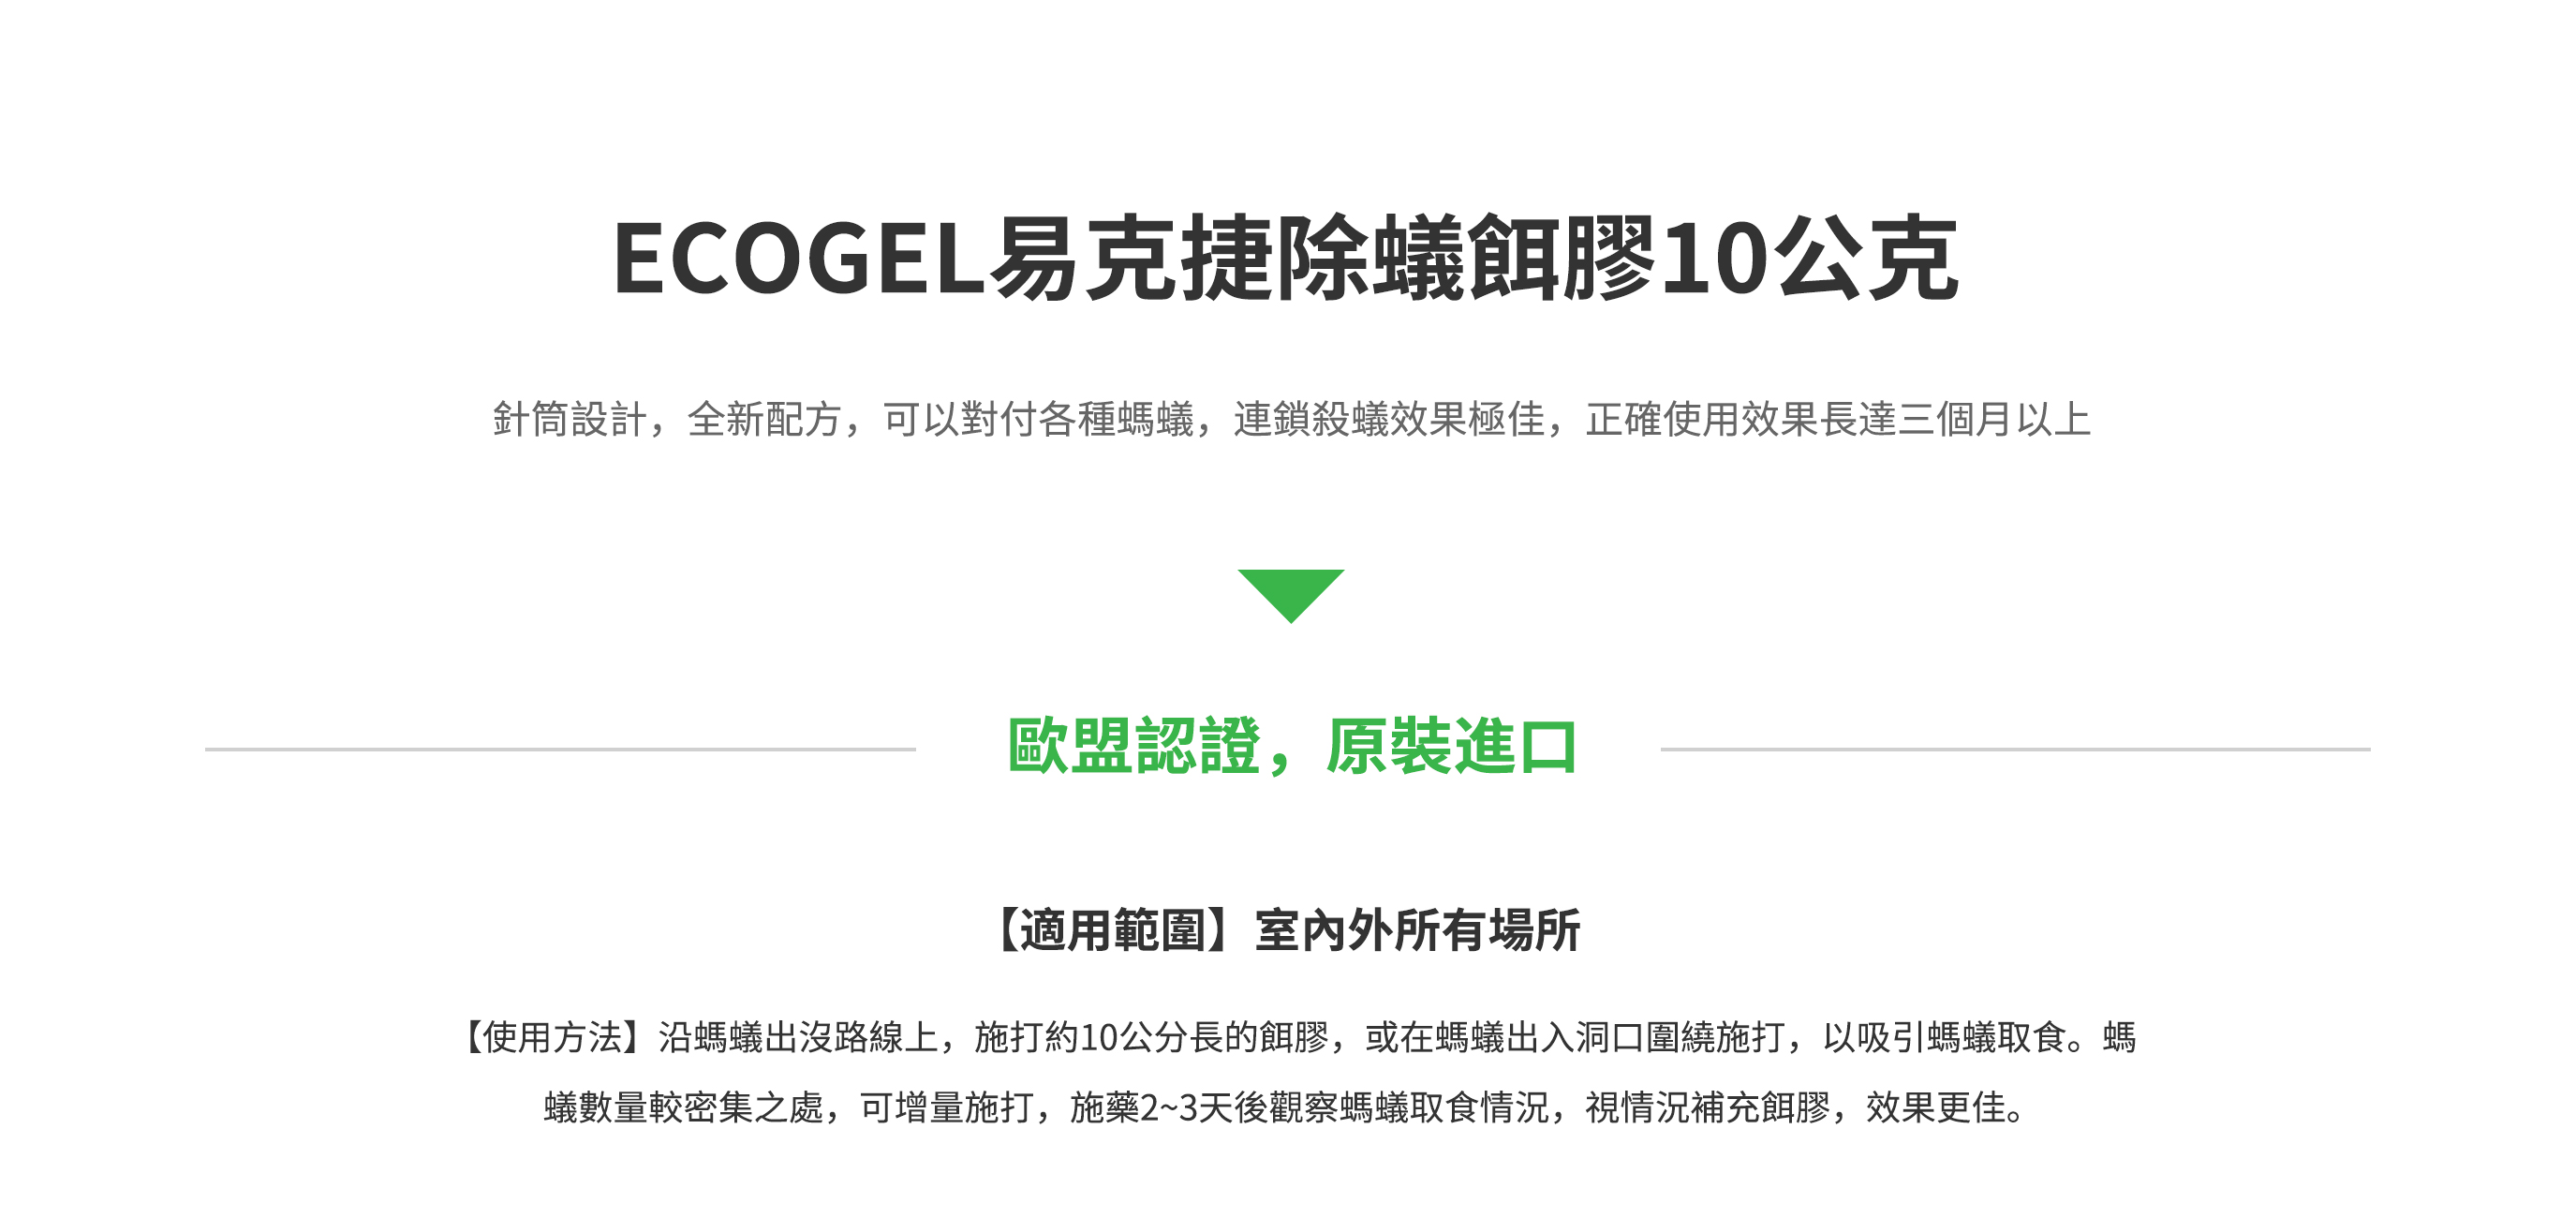 ECOGEL易克捷除蟻餌膠10公克
針筒設計，全新配方，可以對付各種螞蟻，連鎖殺蟻效果極佳，正確使用效果長達三個月以上
歐盟認證，原裝進口
【適用範圍】室內外所有場所
【使用方法】沿螞蟻出沒路線上，施打約10公分長的餌膠，或在螞蟻出入洞口圍繞施打，以吸引螞蟻取食。螞
蟻數量較密集之處，可增量施打，施藥2~3天後觀察螞蟻取食情況，視情況補充餌膠，效果更佳。